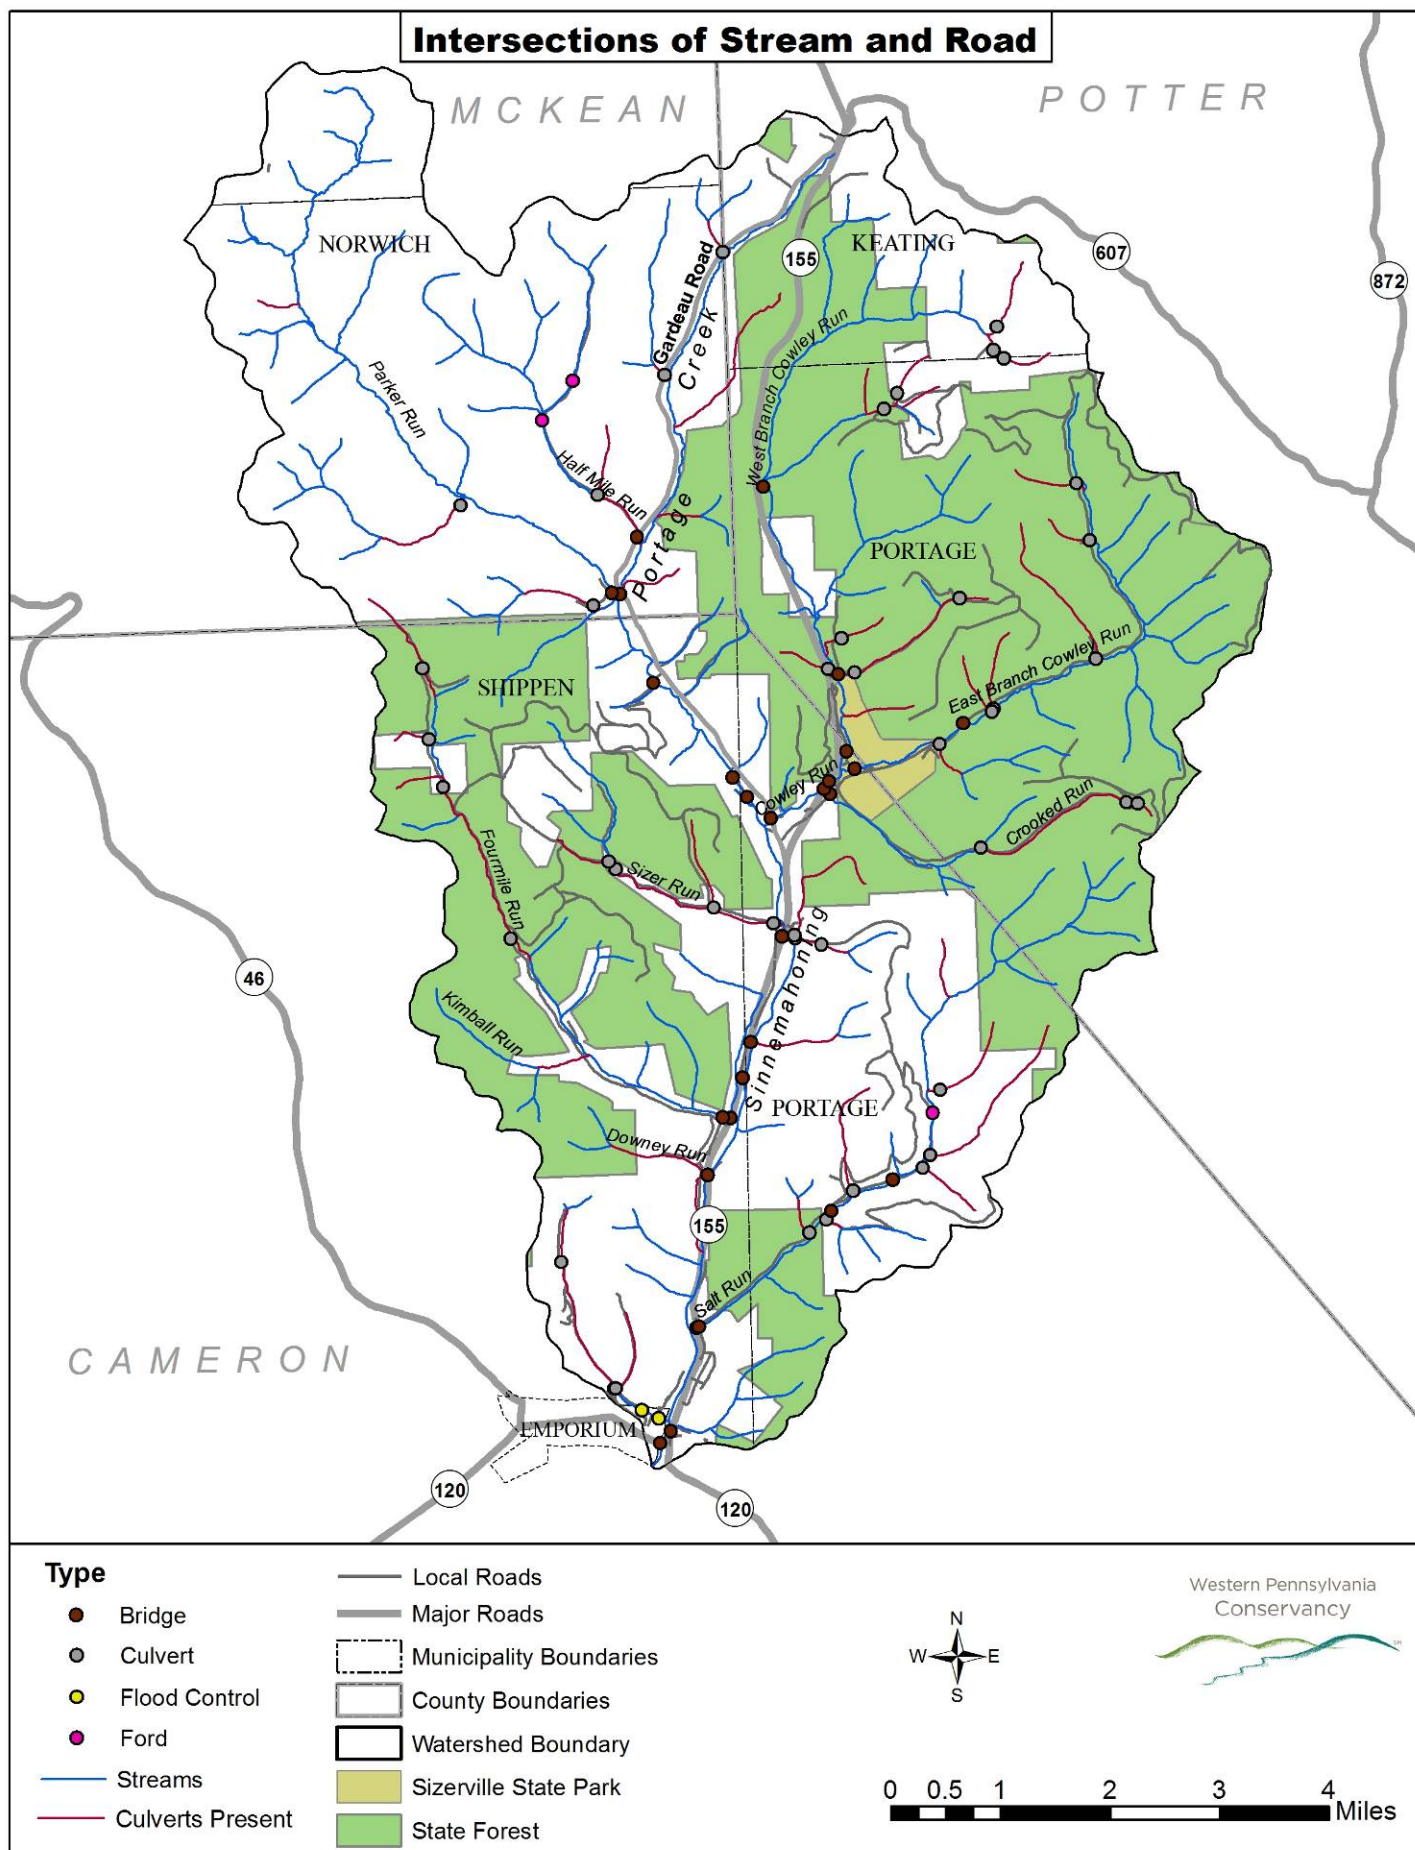 Intersections of Stream and Road
MCKEAN
POTTER
NORWICH
KEATING
155
607
872
Gardeau Road
Creek
West Branch Cowley Run
Parker Run
Half Mile Run
Portage
PORTAGE
East Branch Cowley Run
SHIPPEN
Cowley Run
Crooked Run
Fourmile Run
Sizer Run
Sinnemahoning
46
Kimball Run
PORTAGE
Downey Run
155
Salt Run
CAMERON
EMPORIUM
120
120
Type
Bridge
Culvert
Flood Control
Ford
Streams
Culverts Present
Local Roads
Major Roads
Municipality Boundaries
County Boundaries
Watershed Boundary
Sizerville State Park
State Forest
N
W E
S
Western Pennsylvania
Conservancy
SM
0 0.5 1 2 3 4
Miles